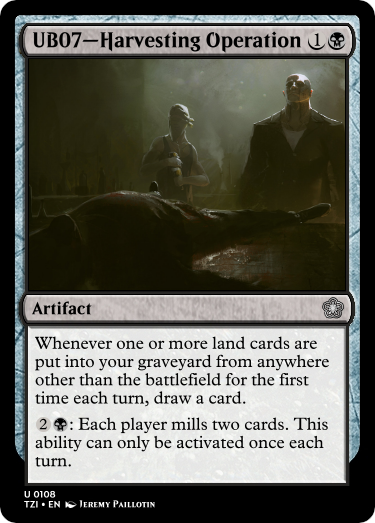 UB07—Harvesting Operation 1
Artifact
Whenever one or more land cards are
put into your graveyard from anywhere
other than the battlefield for the first
time each turn, draw a card.
2 : Each player mills two cards. This
ability can only be activated once each
turn.
U 0108
TZI • EN Jeremy Paillotin